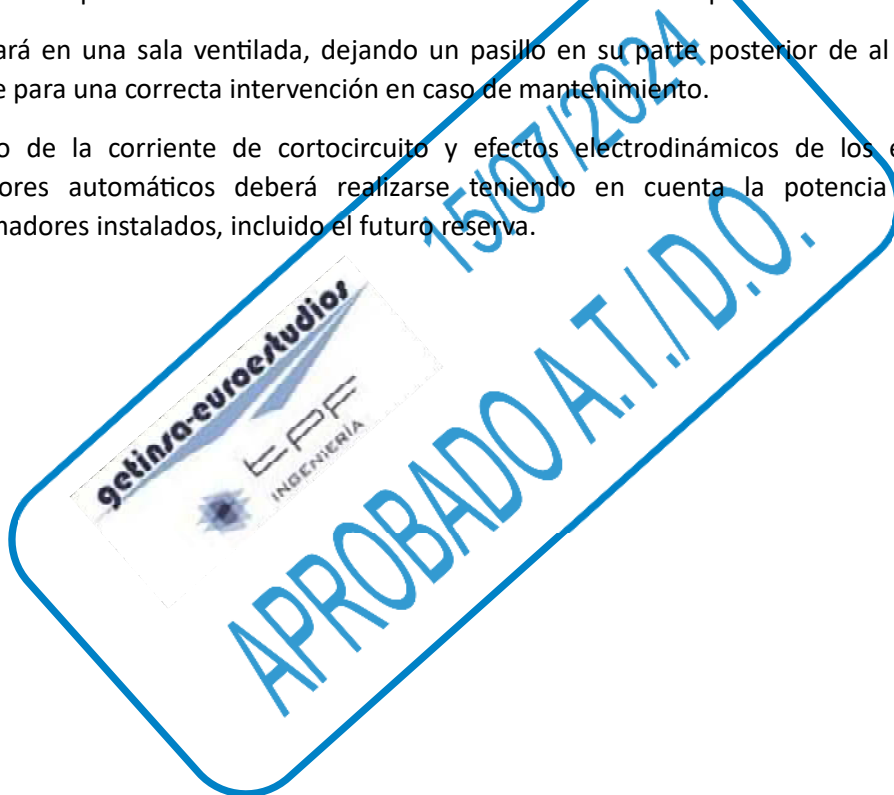 ará en una sala ventilada, dejando un pasillo en su parte posterior de al
e para una correcta intervención en caso de mantenimiento.
o de la corriente de cortocircuito y efectos electrodinámicos de los e
ores automáticos deberá realizarse teniendo en cuenta la potencia
nadores instalados, incluido el futuro reserva.
15/07/2024
getinsa-euroestudios
tpf
INGENIERÍA
APROBADO A.T./D.O.